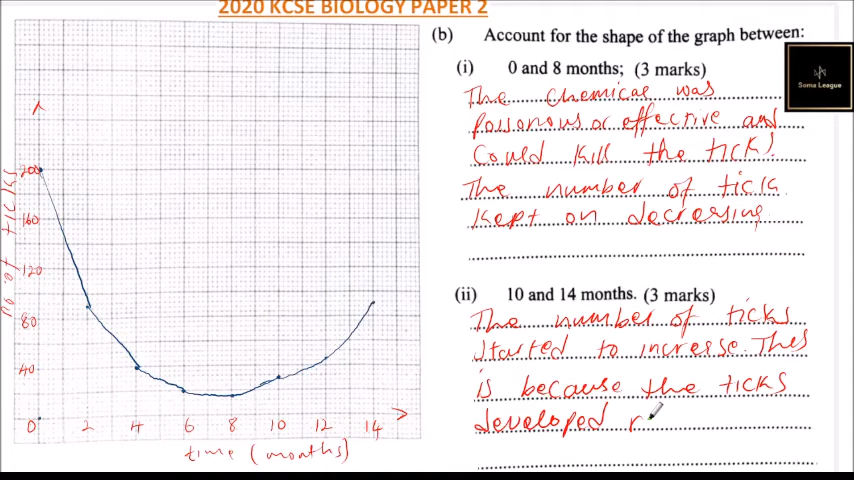 2020 KCSE BIOLOGY PAPER 2
(b) Account for the shape of the graph between:
(i) 0 and 8 months; (3 marks)
The chemical was
poisonous or effective and
could kill the ticks.
The number of ticks
kept on decreasing
(ii) 10 and 14 months. (3 marks)
The number of ticks
started to increase. This
is because the ticks
developed r
Soma League
no of ticks
200
160
120
80
40
0 2 4 6 8 10 12 14
time (months)